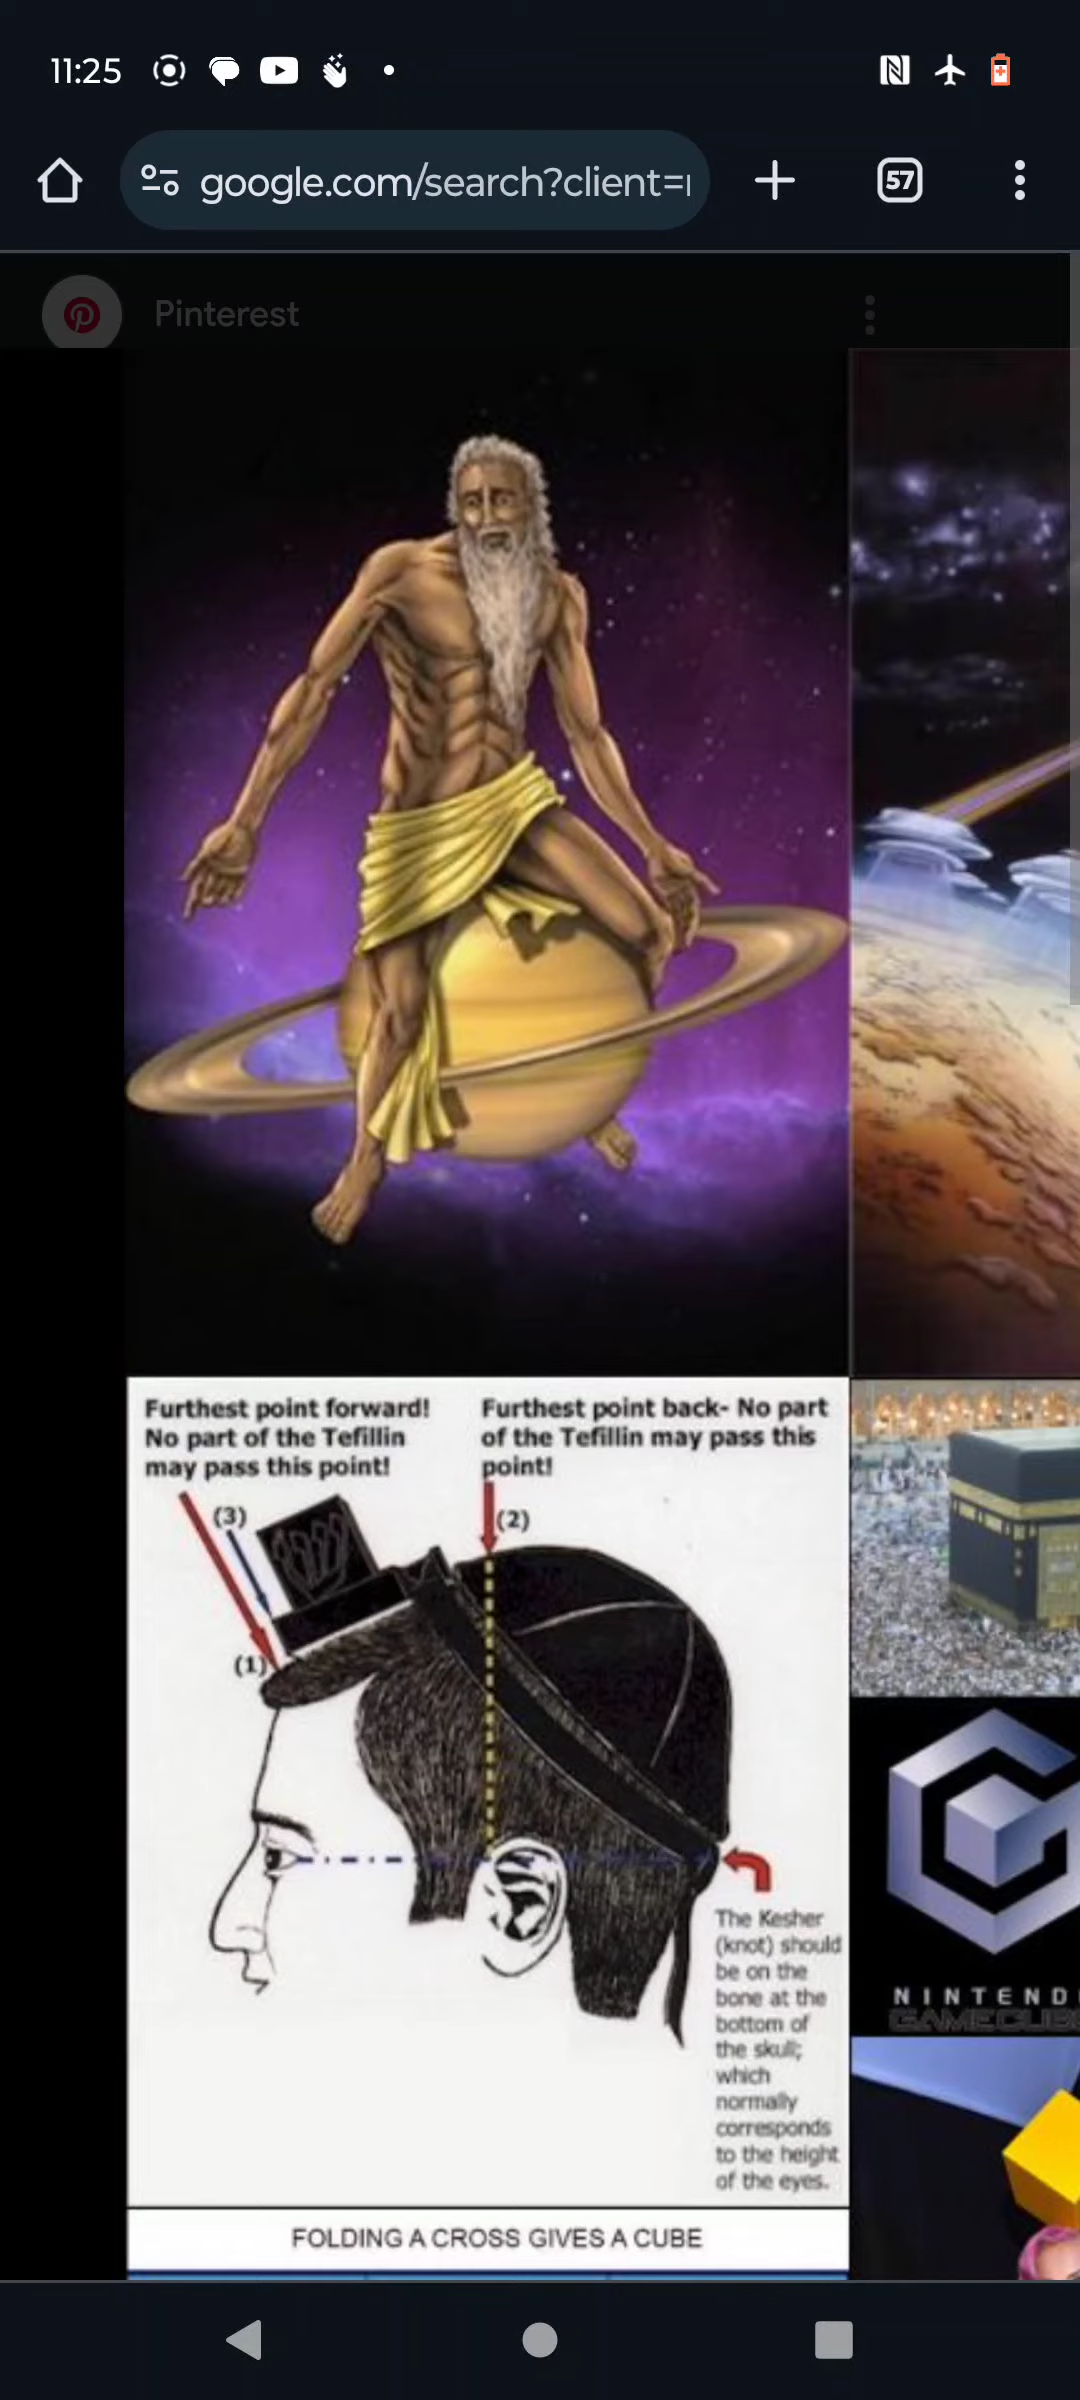 11:25
google.com/search?client=
57
Pinterest
Furthest point forward!
No part of the Tefillin
may pass this point!
Furthest point back- No part
of the Tefillin may pass this
point!
(3)
(2)
(1)
The Kesher
(knot) should
be on the
bone at the
bottom of
the skull;
which
normally
corresponds
to the height
of the eyes.
NINTEND
GAMECUB
FOLDING A CROSS GIVES A CUBE